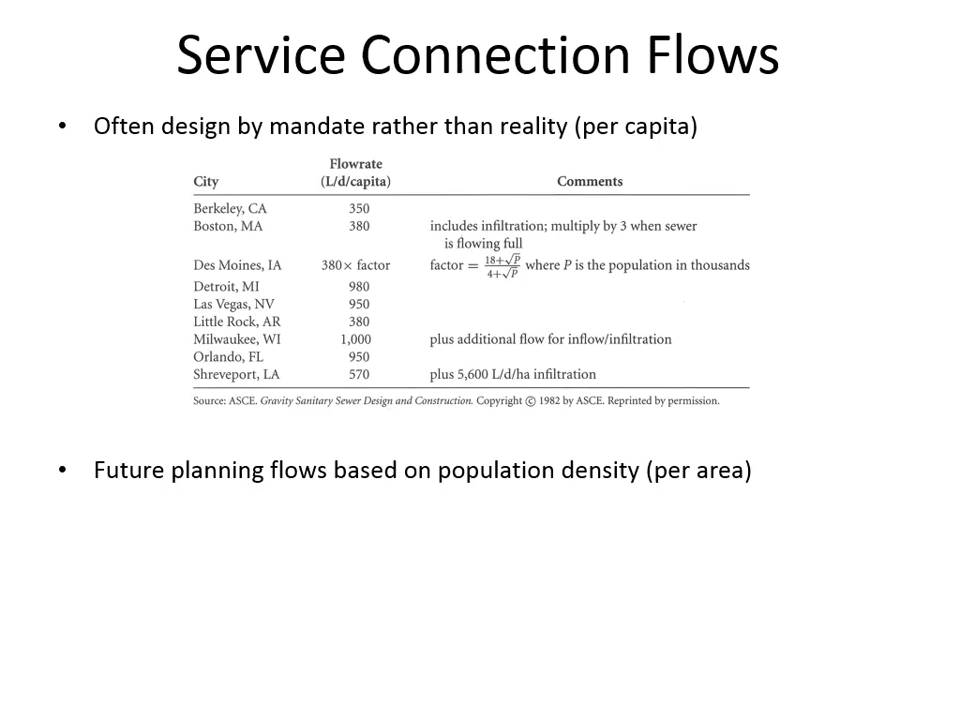 Service Connection Flows
• Often design by mandate rather than reality (per capita)
Flowrate
City (L/d/capita) Comments
Berkeley, CA 350
Boston, MA 380 includes infiltration; multiply by 3 when sewer
is flowing full
Des Moines, IA 380× factor factor = 18+√P / 4+√P where P is the population in thousands
Detroit, MI 980
Las Vegas, NV 950
Little Rock, AR 380
Milwaukee, WI 1,000 plus additional flow for inflow/infiltration
Orlando, FL 950
Shreveport, LA 570 plus 5,600 L/d/ha infiltration
Source: ASCE. Gravity Sanitary Sewer Design and Construction. Copyright © 1982 by ASCE. Reprinted by permission.
• Future planning flows based on population density (per area)